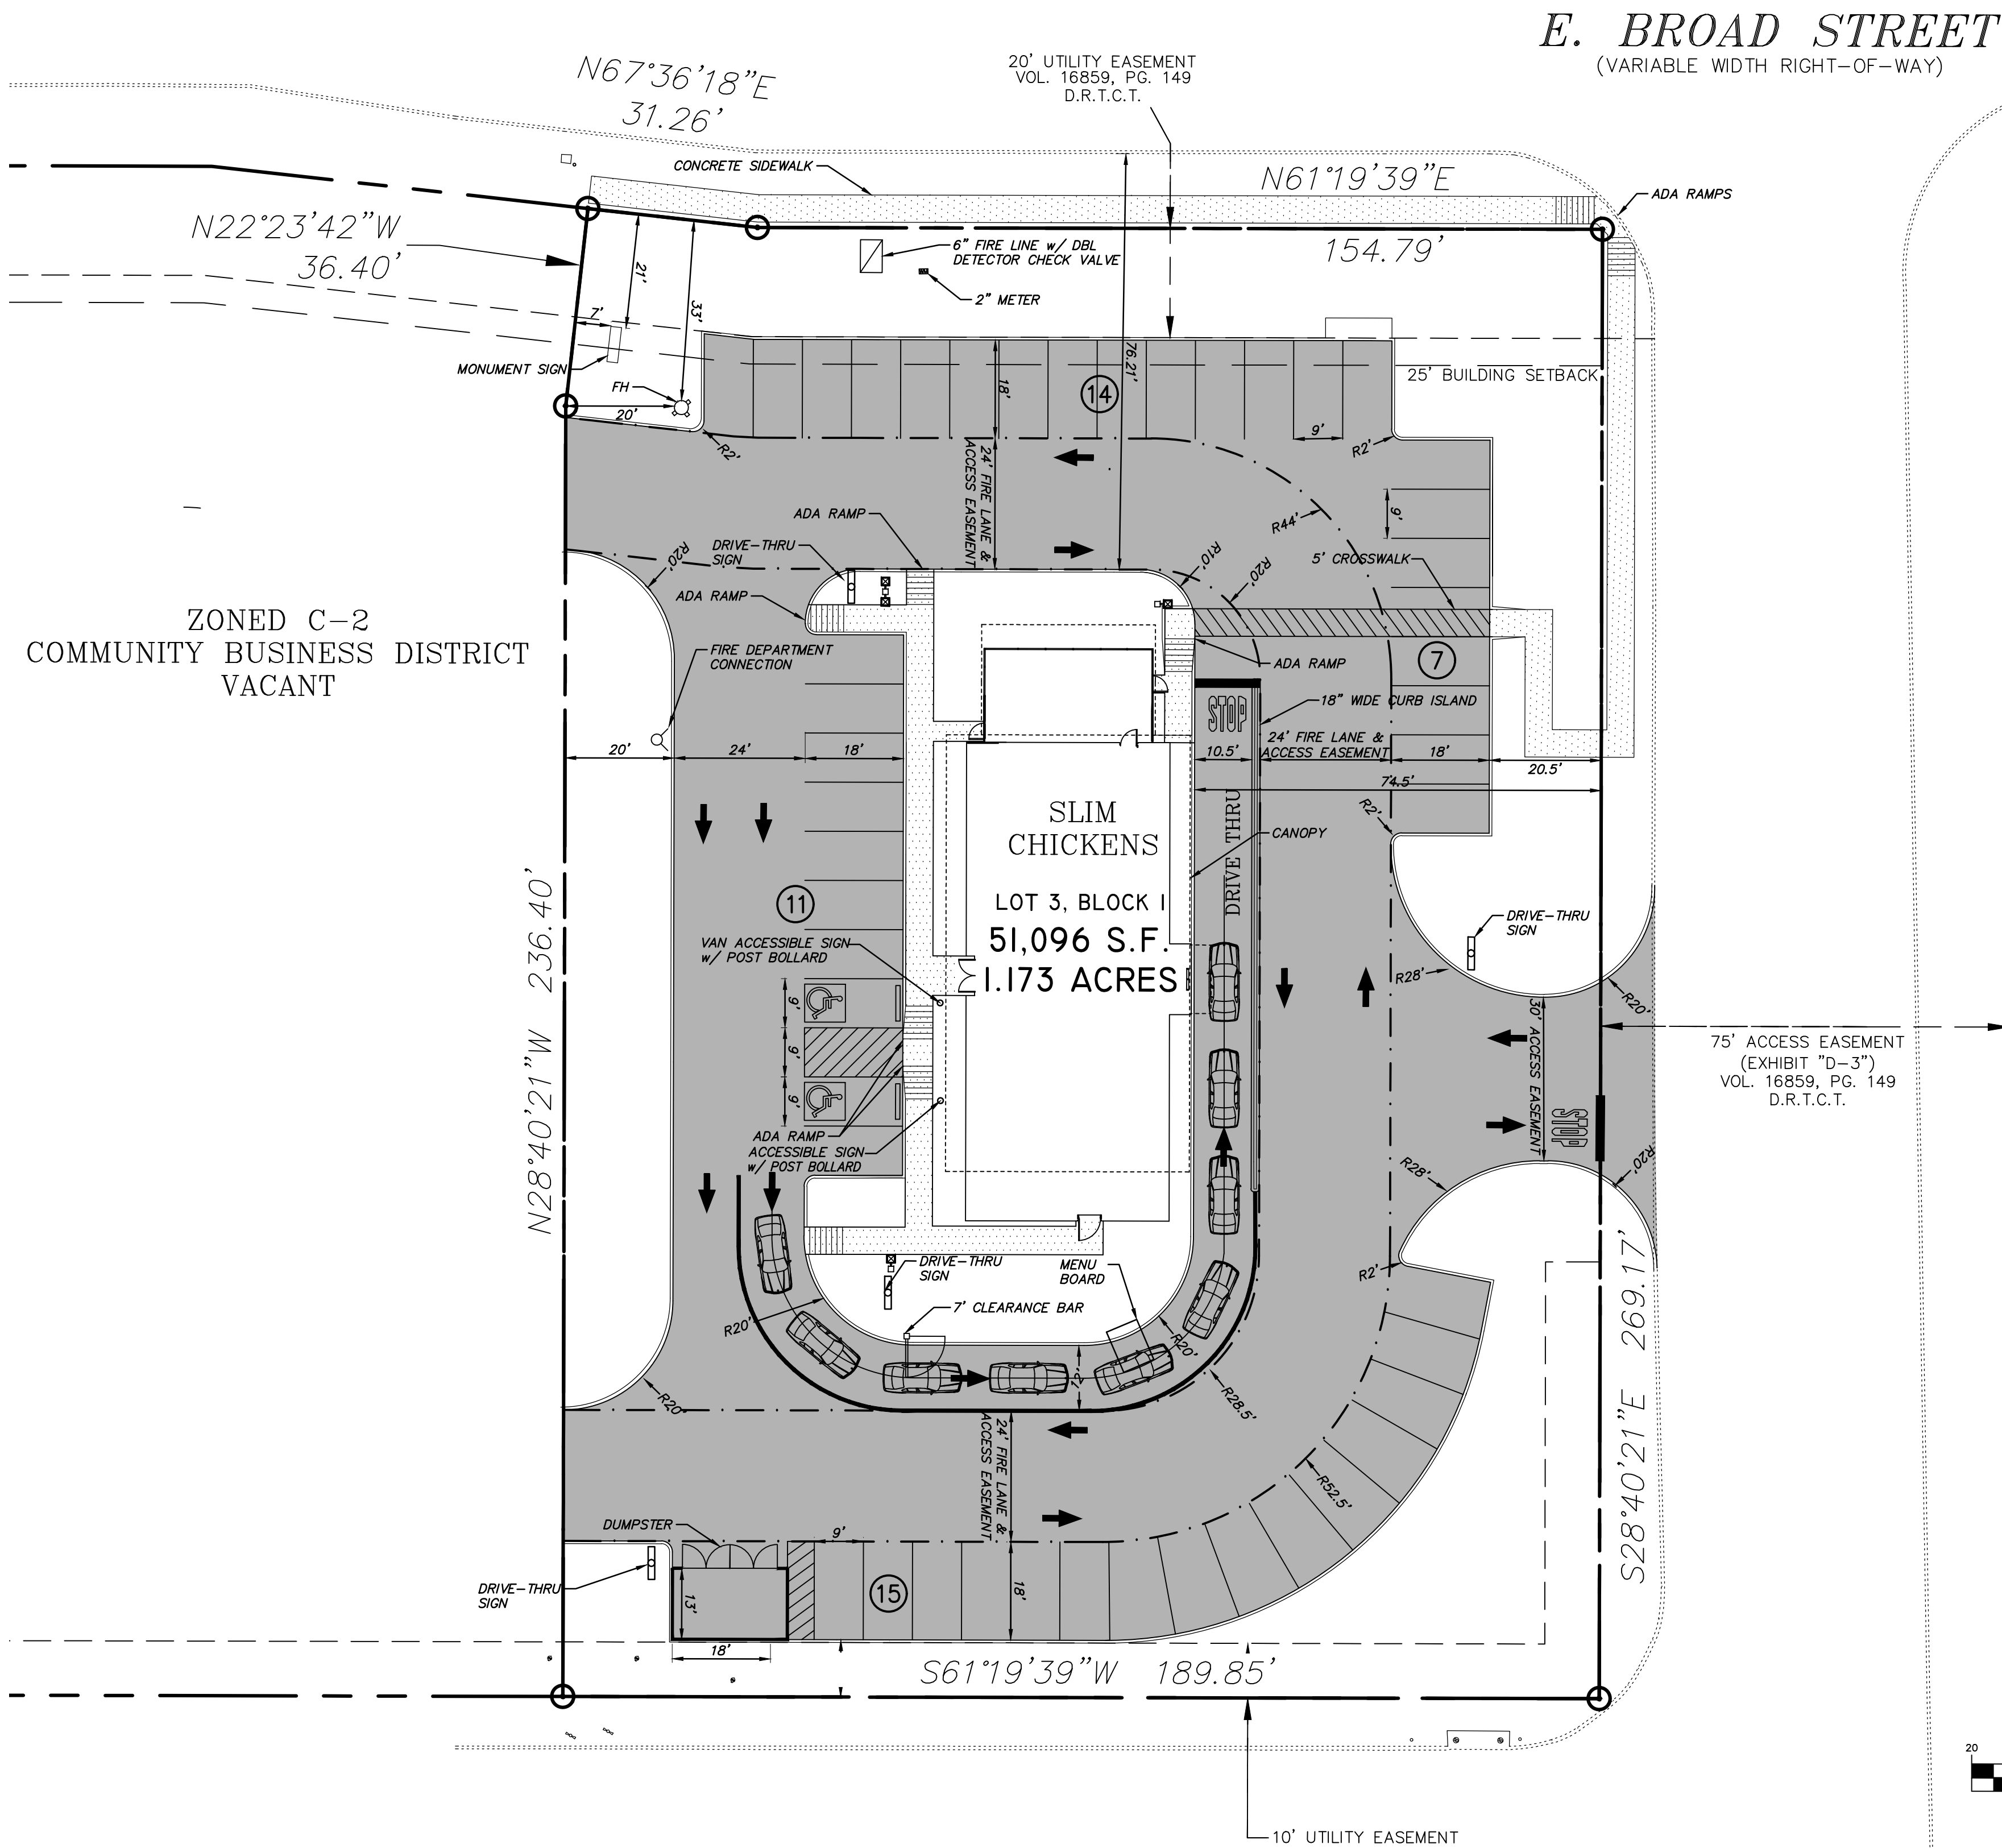 E. BROAD STREET
(VARIABLE WIDTH RIGHT-OF-WAY)
N67°36'18"E
31.26'
20' UTILITY EASEMENT
VOL. 16859, PG. 149
D.R.T.C.T.
CONCRETE SIDEWALK
N61°19'39"E
ADA RAMPS
N22°23'42"W
36.40'
154.79'
6" FIRE LINE w/ DBL
DETECTOR CHECK VALVE
2" METER
21'
33'
7'
76.21'
MONUMENT SIGN
FH
20'
18'
14
25' BUILDING SETBACK
R2'
9'
R2'
24' FIRE LANE &
ACCESS EASEMENT
9'
R44'
ADA RAMP
DRIVE-THRU
SIGN
R20'
R10'
R20'
5' CROSSWALK
ADA RAMP
ZONED C-2
COMMUNITY BUSINESS DISTRICT
VACANT
FIRE DEPARTMENT
CONNECTION
ADA RAMP
7
STOP
18" WIDE CURB ISLAND
24' FIRE LANE &
ACCESS EASEMENT
20'
24'
18'
10.5'
18'
20.5'
74.5'
R2'
SLIM
CHICKENS
CANOPY
DRIVE THRU
LOT 3, BLOCK 1
51,096 S.F.
1.173 ACRES
11
VAN ACCESSIBLE SIGN
w/ POST BOLLARD
DRIVE-THRU
SIGN
R28'
R20'
9'
9'
9'
N28°40'21"W 236.40'
30' ACCESS EASEMENT
75' ACCESS EASEMENT
(EXHIBIT "D-3")
VOL. 16859, PG. 149
D.R.T.C.T.
STOP
ADA RAMP
ACCESSIBLE SIGN
w/ POST BOLLARD
R28'
R20'
DRIVE-THRU
SIGN
MENU
BOARD
R2'
7' CLEARANCE BAR
R20'
R20'
12'
R28.5'
R20'
S28°40'21"E 269.17'
24' FIRE LANE &
ACCESS EASEMENT
R52.5'
DUMPSTER
9'
DRIVE-THRU
SIGN
13'
15
18'
18'
S61°19'39"W 189.85'
20
10' UTILITY EASEMENT